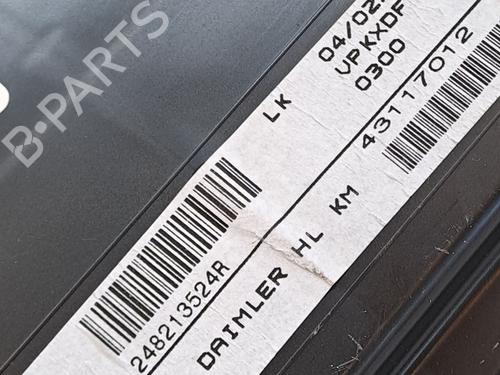 B-PARTS
LK
04/02
VPKXDF
0300
43117012
248213524R
DAIMLER HL KM